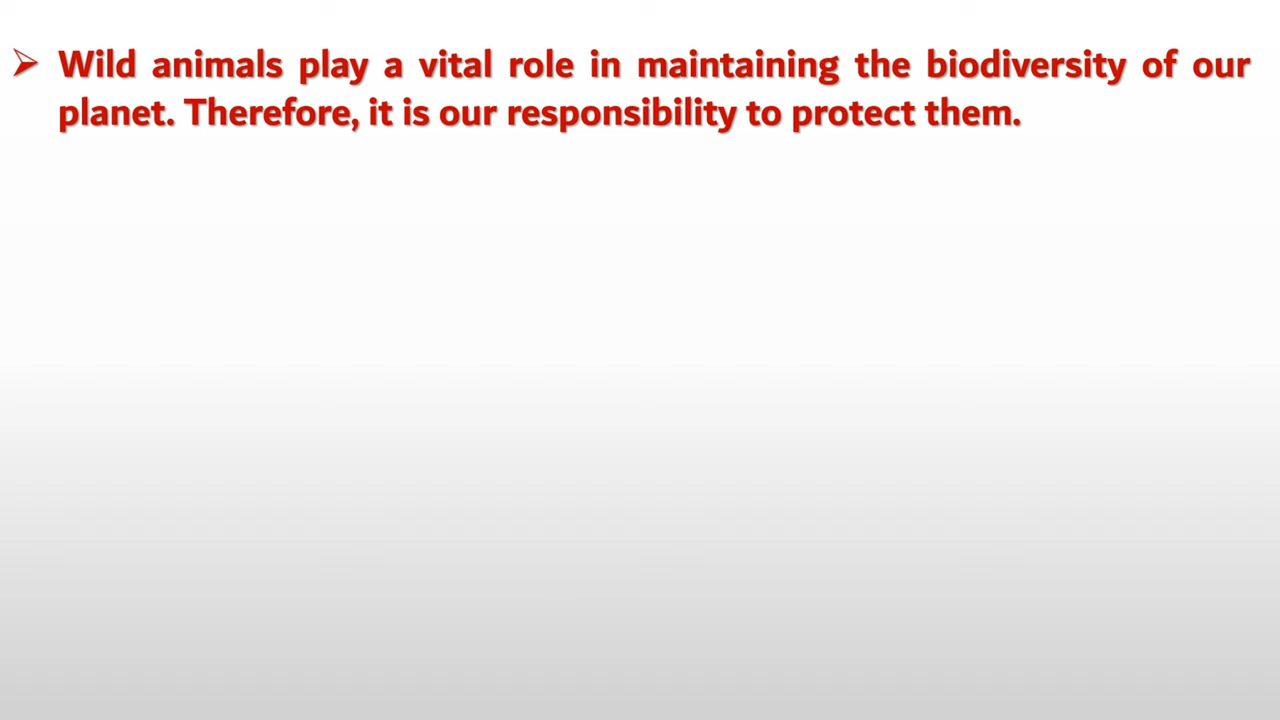 ➢ Wild animals play a vital role in maintaining the biodiversity of our
planet. Therefore, it is our responsibility to protect them.